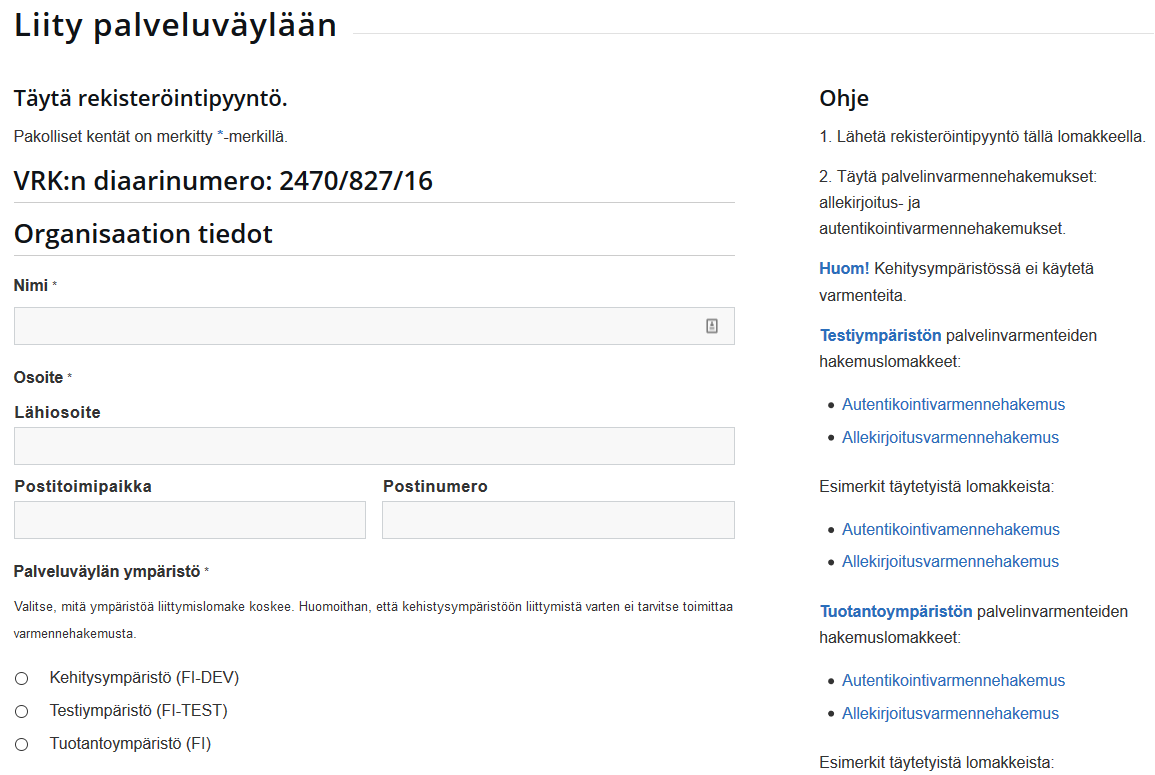 Liity palveluväylään
Täytä rekisteröintipyyntö.
Pakolliset kentät on merkitty *-merkillä.
VRK:n diaarinumero: 2470/827/16
Organisaation tiedot
Nimi *
Osoite *
Lähiosoite
Postitoimipaikka
Postinumero
Palveluväylän ympäristö *
Valitse, mitä ympäristöä liittymislomake koskee. Huomoithan, että kehistysympäristöön liittymistä varten ei tarvitse toimittaa
varmennehakemusta.
Kehitysympäristö (FI-DEV)
Testiympäristö (FI-TEST)
Tuotantoympäristö (FI)
Ohje
1. Lähetä rekisteröintipyyntö tällä lomakkeella.
2. Täytä palvelinvarmennehakemukset:
allekirjoitus- ja
autentikointivarmennehakemukset.
Huom! Kehitysympäristössä ei käytetä
varmenteita.
Testiympäristön palvelinvarmenteiden
hakemuslomakkeet:
• Autentikointivarmennehakemus
• Allekirjoitusvarmennehakemus
Esimerkit täytetyistä lomakkeista:
• Autentikointivamennehakemus
• Allekirjoitusvarmennehakemus
Tuotantoympäristön palvelinvarmenteiden
hakemuslomakkeet:
• Autentikointivarmennehakemus
• Allekirjoitusvarmennehakemus
Esimerkit täytetyistä lomakkeista: